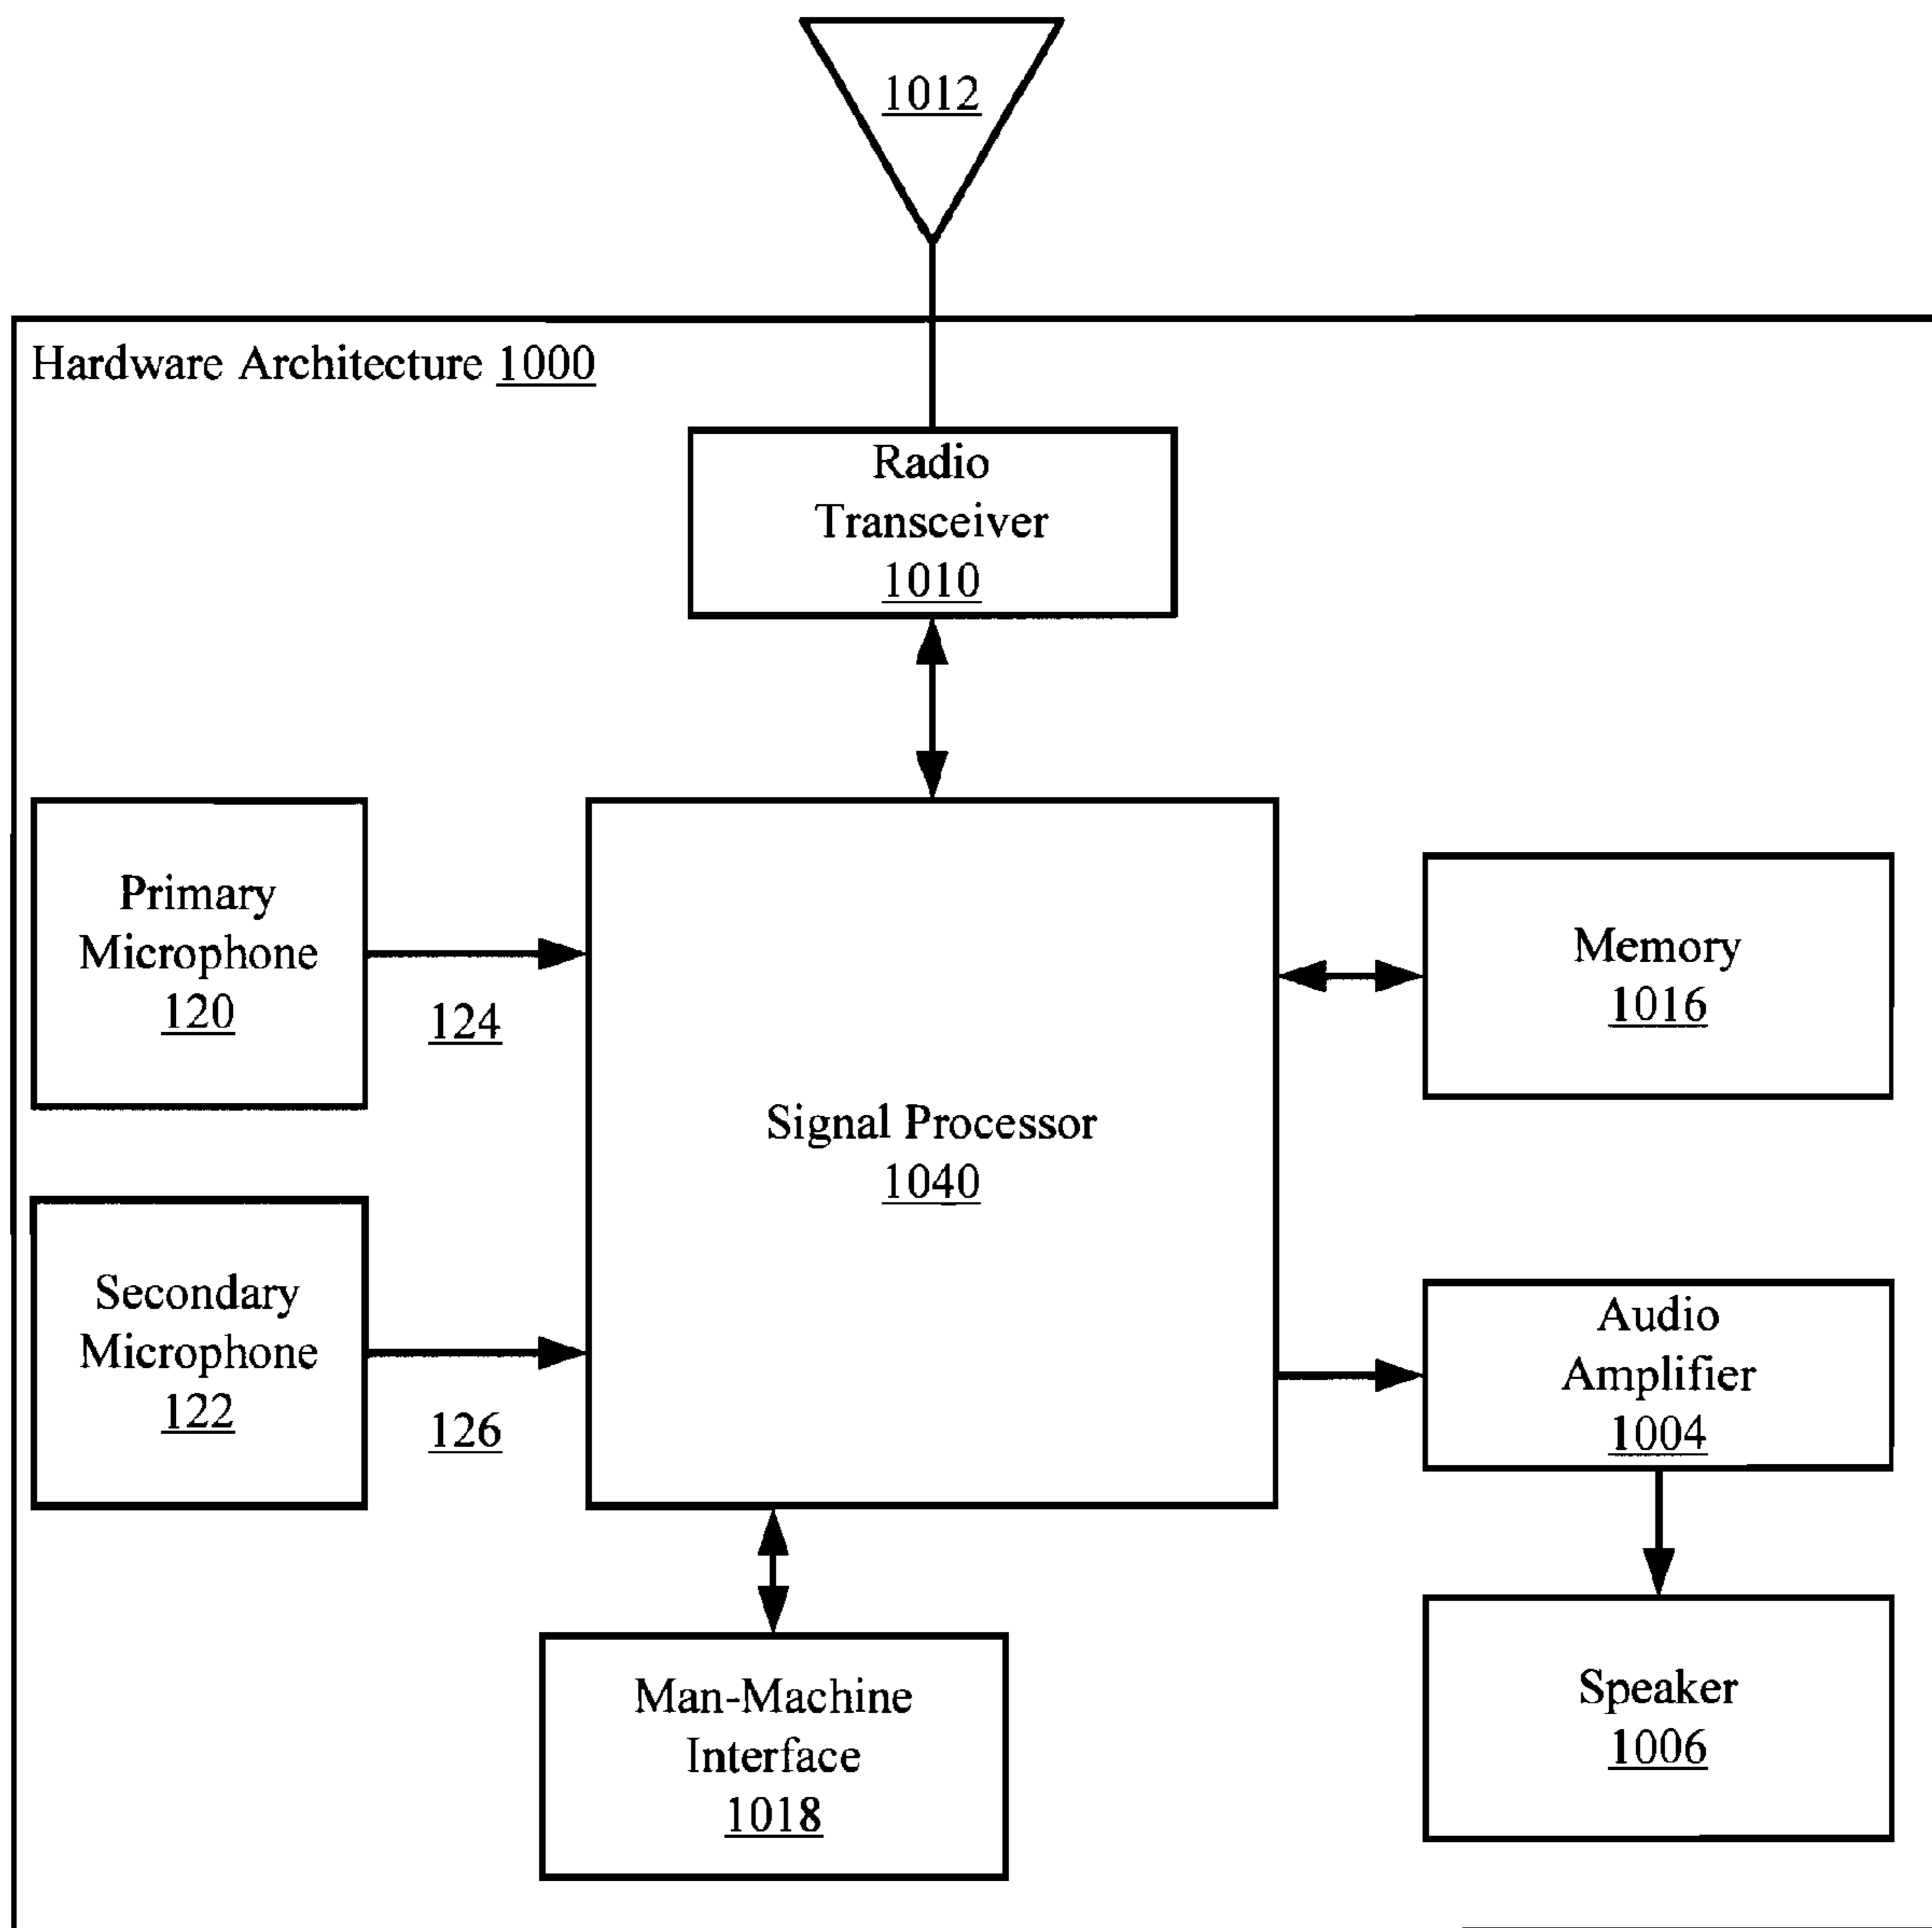 1012
Hardware Architecture 1000
Radio
Transceiver
1010
Primary
Microphone
120
124
Memory
1016
Signal Processor
1040
Secondary
Microphone
122
126
Audio
Amplifier
1004
Man-Machine
Interface
1018
Speaker
1006